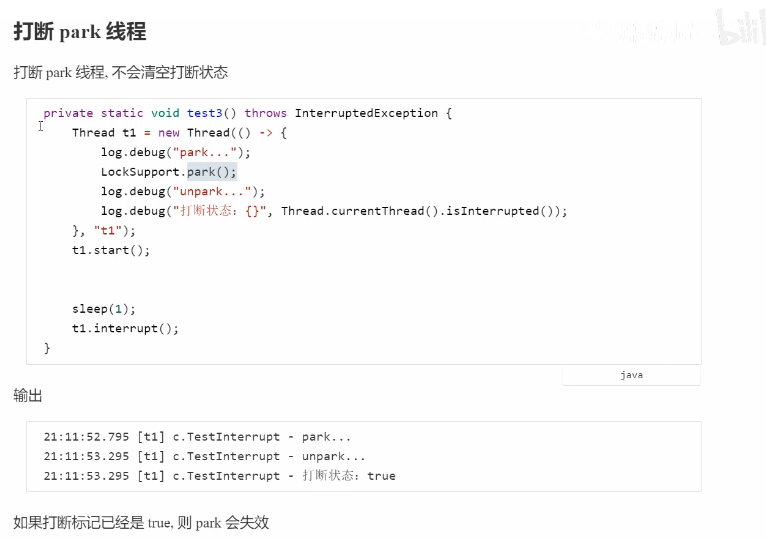 打断 park 线程
打断 park 线程, 不会清空打断状态
private static void test3() throws InterruptedException {
    Thread t1 = new Thread(() -> {
        log.debug("park...");
        LockSupport.park();
        log.debug("unpark...");
        log.debug("打断状态：{}", Thread.currentThread().isInterrupted());
    }, "t1");
    t1.start();
    sleep(1);
    t1.interrupt();
}
java
输出
21:11:52.795 [t1] c.TestInterrupt - park...
21:11:53.295 [t1] c.TestInterrupt - unpark...
21:11:53.295 [t1] c.TestInterrupt - 打断状态：true
如果打断标记已经是 true, 则 park 会失效